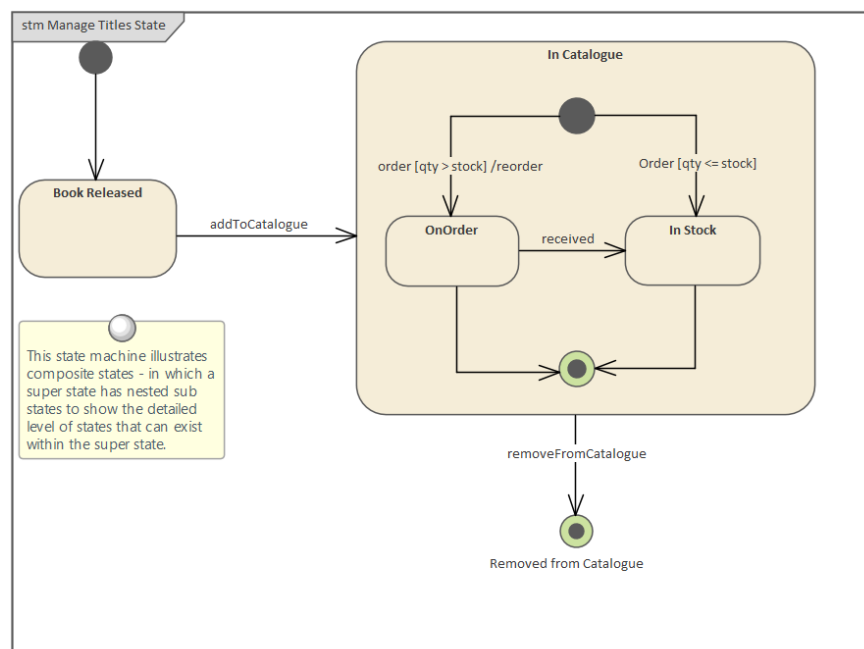 stm Manage Titles State
In Catalogue
order [qty > stock] /reorder
Order [qty <= stock]
Book Released
addToCatalogue
OnOrder
received
In Stock
This state machine illustrates
composite states - in which a
super state has nested sub
states to show the detailed
level of states that can exist
within the super state.
removeFromCatalogue
Removed from Catalogue